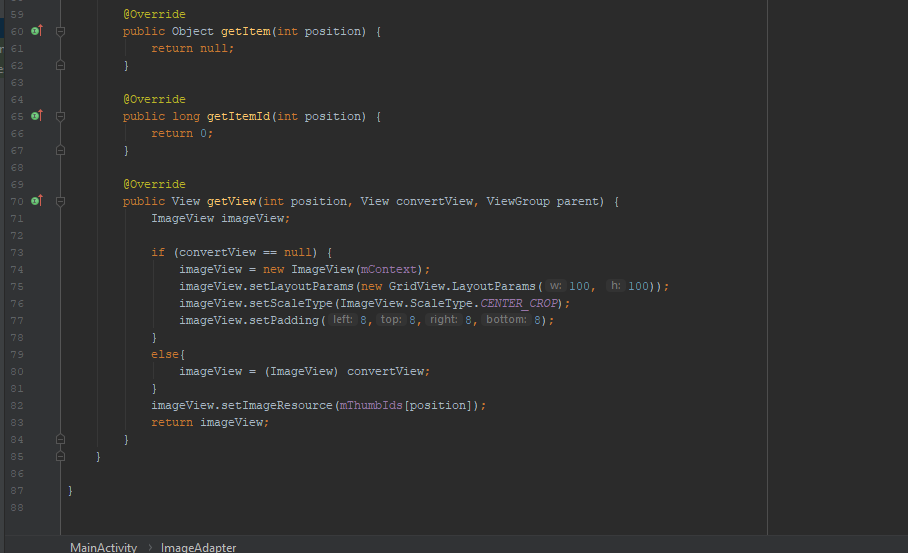 59 @Override
60 public Object getItem(int position) {
61 return null;
62 }
63
64 @Override
65 public long getItemId(int position) {
66 return 0;
67 }
68
69 @Override
70 public View getView(int position, View convertView, ViewGroup parent) {
71 ImageView imageView;
72
73 if (convertView == null) {
74 imageView = new ImageView(mContext);
75 imageView.setLayoutParams(new GridView.LayoutParams( w: 100, h: 100));
76 imageView.setScaleType(ImageView.ScaleType.CENTER_CROP);
77 imageView.setPadding( left: 8, top: 8, right: 8, bottom: 8);
78 }
79 else{
80 imageView = (ImageView) convertView;
81 }
82 imageView.setImageResource(mThumbIds[position]);
83 return imageView;
84 }
85 }
86
87 }
88
MainActivity > ImageAdapter